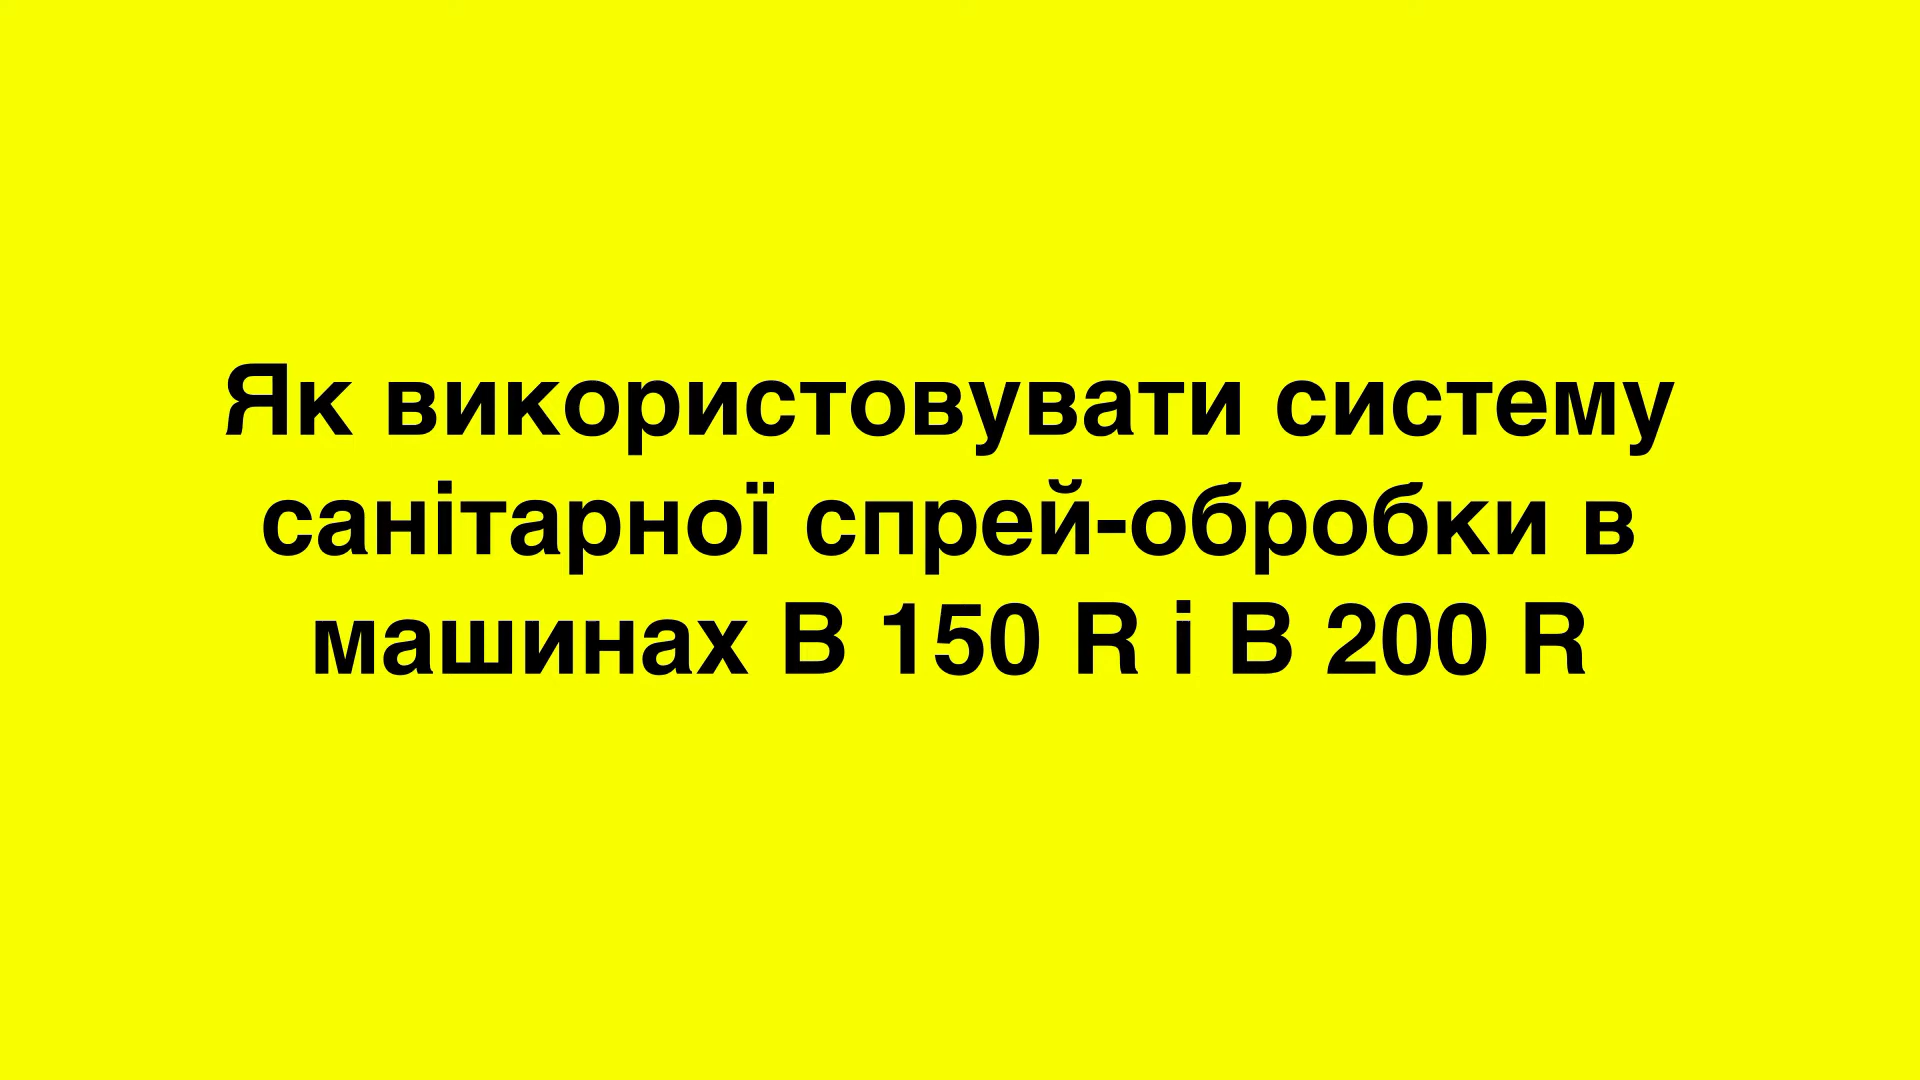 Як використовувати систему
санітарної спрей-обробки в
машинах B 150 R і B 200 R